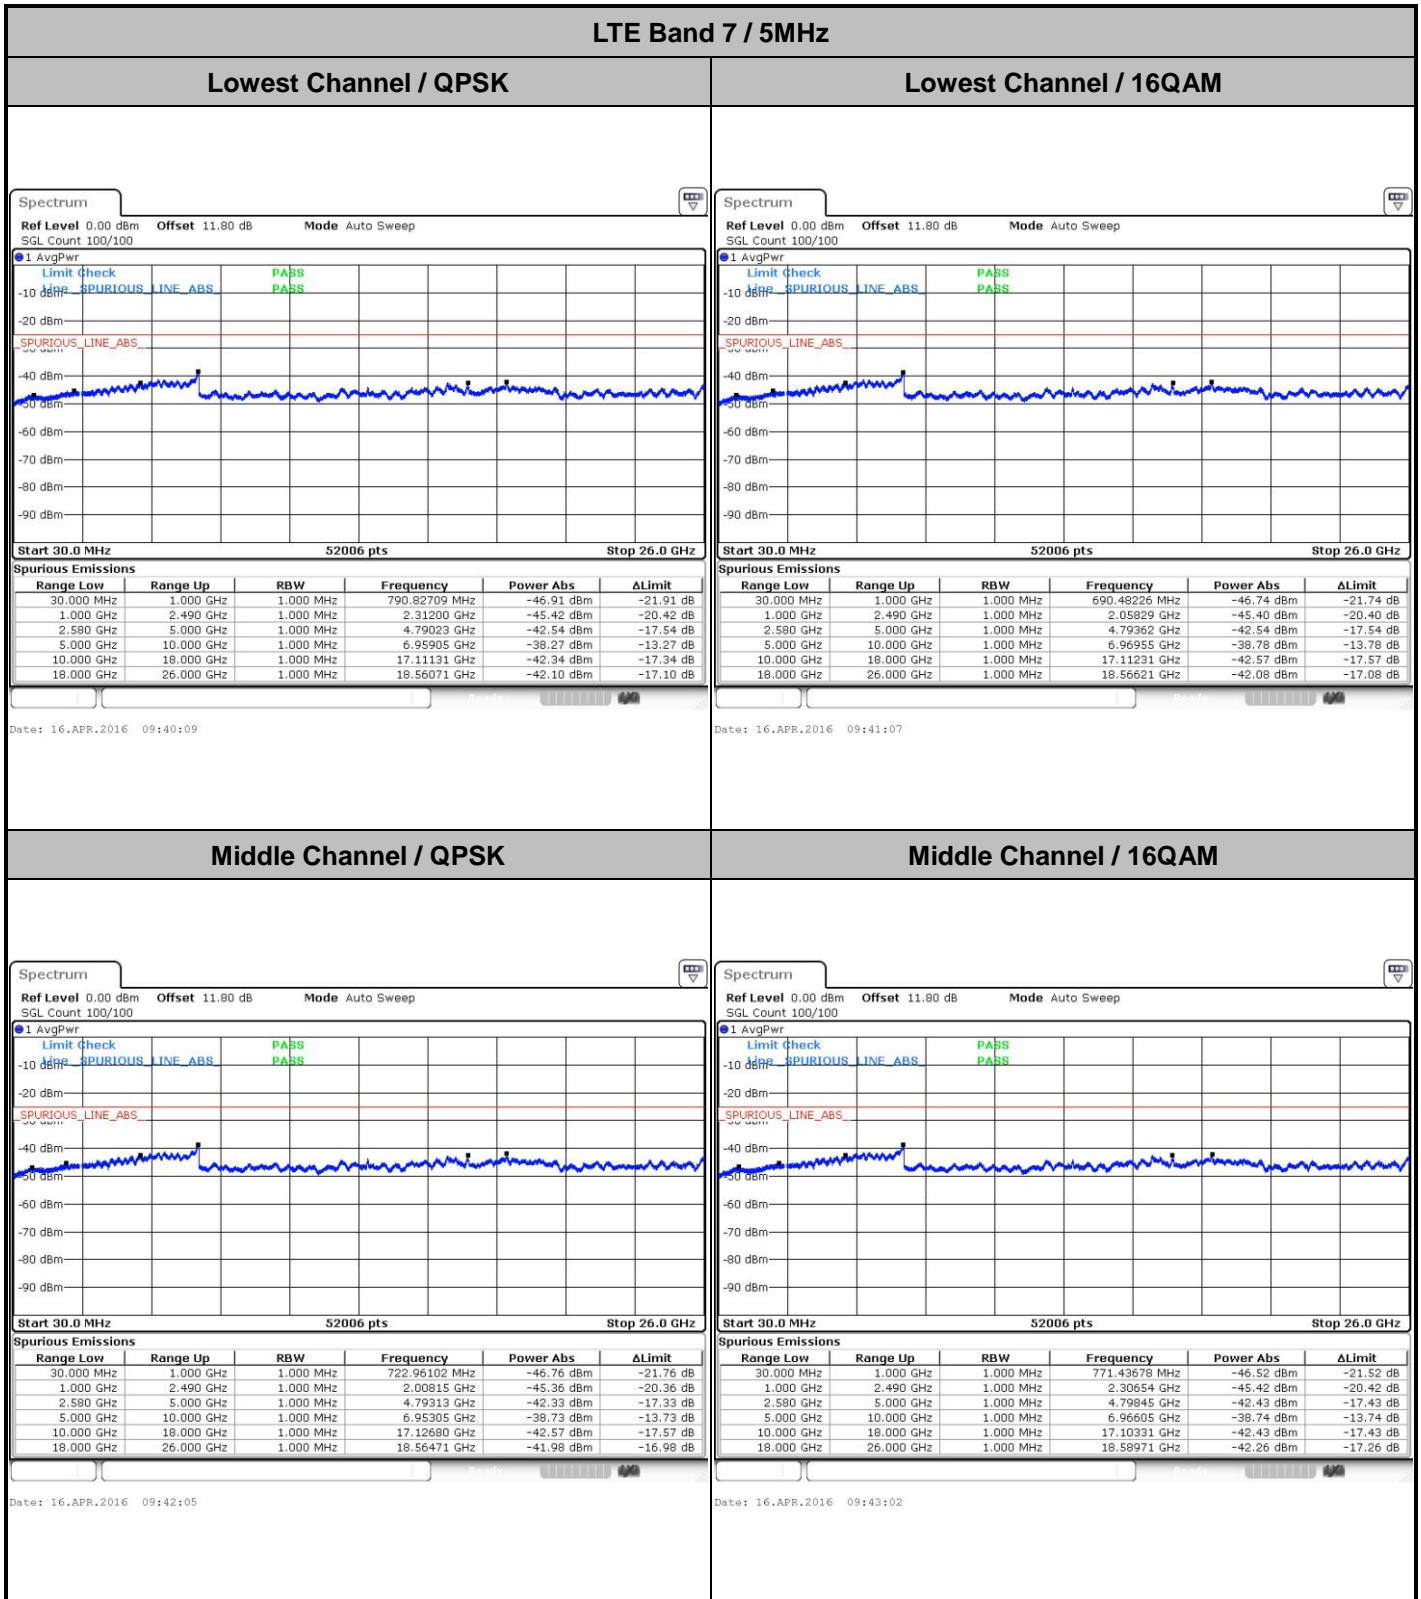 LTE Band 7 / 5MHz
Lowest Channel / QPSK
Lowest Channel / 16QAM
Spectrum
Ref Level 0.00 dBm Offset 11.80 dB Mode Auto Sweep
SGL Count 100/100
1 AvgPwr
Limit Check PASS
Line _SPURIOUS_LINE_ABS_ PASS
-10 dBm
-20 dBm
_SPURIOUS_LINE_ABS_
-30 dBm
-40 dBm
-50 dBm
-60 dBm
-70 dBm
-80 dBm
-90 dBm
Start 30.0 MHz 52006 pts Stop 26.0 GHz
Spurious Emissions
Range Low Range Up RBW Frequency Power Abs ΔLimit
30.000 MHz 1.000 GHz 1.000 MHz 790.82709 MHz -46.91 dBm -21.91 dB
1.000 GHz 2.490 GHz 1.000 MHz 2.31200 GHz -45.42 dBm -20.42 dB
2.580 GHz 5.000 GHz 1.000 MHz 4.79023 GHz -42.54 dBm -17.54 dB
5.000 GHz 10.000 GHz 1.000 MHz 6.95905 GHz -38.27 dBm -13.27 dB
10.000 GHz 18.000 GHz 1.000 MHz 17.11131 GHz -42.34 dBm -17.34 dB
18.000 GHz 26.000 GHz 1.000 MHz 18.56071 GHz -42.10 dBm -17.10 dB
Date: 16.APR.2016 09:40:09
Spectrum
Ref Level 0.00 dBm Offset 11.80 dB Mode Auto Sweep
SGL Count 100/100
1 AvgPwr
Limit Check PASS
Line _SPURIOUS_LINE_ABS_ PASS
-10 dBm
-20 dBm
_SPURIOUS_LINE_ABS_
-30 dBm
-40 dBm
-50 dBm
-60 dBm
-70 dBm
-80 dBm
-90 dBm
Start 30.0 MHz 52006 pts Stop 26.0 GHz
Spurious Emissions
Range Low Range Up RBW Frequency Power Abs ΔLimit
30.000 MHz 1.000 GHz 1.000 MHz 690.48226 MHz -46.74 dBm -21.74 dB
1.000 GHz 2.490 GHz 1.000 MHz 2.05829 GHz -45.40 dBm -20.40 dB
2.580 GHz 5.000 GHz 1.000 MHz 4.79362 GHz -42.54 dBm -17.54 dB
5.000 GHz 10.000 GHz 1.000 MHz 6.96955 GHz -38.78 dBm -13.78 dB
10.000 GHz 18.000 GHz 1.000 MHz 17.11231 GHz -42.57 dBm -17.57 dB
18.000 GHz 26.000 GHz 1.000 MHz 18.56621 GHz -42.08 dBm -17.08 dB
Date: 16.APR.2016 09:41:07
Middle Channel / QPSK
Middle Channel / 16QAM
Spectrum
Ref Level 0.00 dBm Offset 11.80 dB Mode Auto Sweep
SGL Count 100/100
1 AvgPwr
Limit Check PASS
Line _SPURIOUS_LINE_ABS_ PASS
-10 dBm
-20 dBm
_SPURIOUS_LINE_ABS_
-30 dBm
-40 dBm
-50 dBm
-60 dBm
-70 dBm
-80 dBm
-90 dBm
Start 30.0 MHz 52006 pts Stop 26.0 GHz
Spurious Emissions
Range Low Range Up RBW Frequency Power Abs ΔLimit
30.000 MHz 1.000 GHz 1.000 MHz 722.96102 MHz -46.76 dBm -21.76 dB
1.000 GHz 2.490 GHz 1.000 MHz 2.00815 GHz -45.36 dBm -20.36 dB
2.580 GHz 5.000 GHz 1.000 MHz 4.79313 GHz -42.33 dBm -17.33 dB
5.000 GHz 10.000 GHz 1.000 MHz 6.95305 GHz -38.73 dBm -13.73 dB
10.000 GHz 18.000 GHz 1.000 MHz 17.12680 GHz -42.57 dBm -17.57 dB
18.000 GHz 26.000 GHz 1.000 MHz 18.56471 GHz -41.98 dBm -16.98 dB
Date: 16.APR.2016 09:42:05
Spectrum
Ref Level 0.00 dBm Offset 11.80 dB Mode Auto Sweep
SGL Count 100/100
1 AvgPwr
Limit Check PASS
Line _SPURIOUS_LINE_ABS_ PASS
-10 dBm
-20 dBm
_SPURIOUS_LINE_ABS_
-30 dBm
-40 dBm
-50 dBm
-60 dBm
-70 dBm
-80 dBm
-90 dBm
Start 30.0 MHz 52006 pts Stop 26.0 GHz
Spurious Emissions
Range Low Range Up RBW Frequency Power Abs ΔLimit
30.000 MHz 1.000 GHz 1.000 MHz 771.43678 MHz -46.52 dBm -21.52 dB
1.000 GHz 2.490 GHz 1.000 MHz 2.30654 GHz -45.42 dBm -20.42 dB
2.580 GHz 5.000 GHz 1.000 MHz 4.79845 GHz -42.43 dBm -17.43 dB
5.000 GHz 10.000 GHz 1.000 MHz 6.96605 GHz -38.74 dBm -13.74 dB
10.000 GHz 18.000 GHz 1.000 MHz 17.10331 GHz -42.43 dBm -17.43 dB
18.000 GHz 26.000 GHz 1.000 MHz 18.58971 GHz -42.26 dBm -17.26 dB
Date: 16.APR.2016 09:43:02